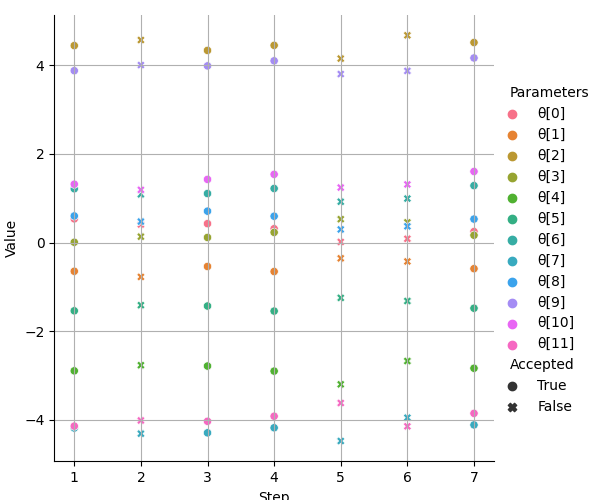 Value
4
2
0
−2
−4
1 2 3 4 5 6 7
Step
Parameters
θ[0]
θ[1]
θ[2]
θ[3]
θ[4]
θ[5]
θ[6]
θ[7]
θ[8]
θ[9]
θ[10]
θ[11]
Accepted
True
False